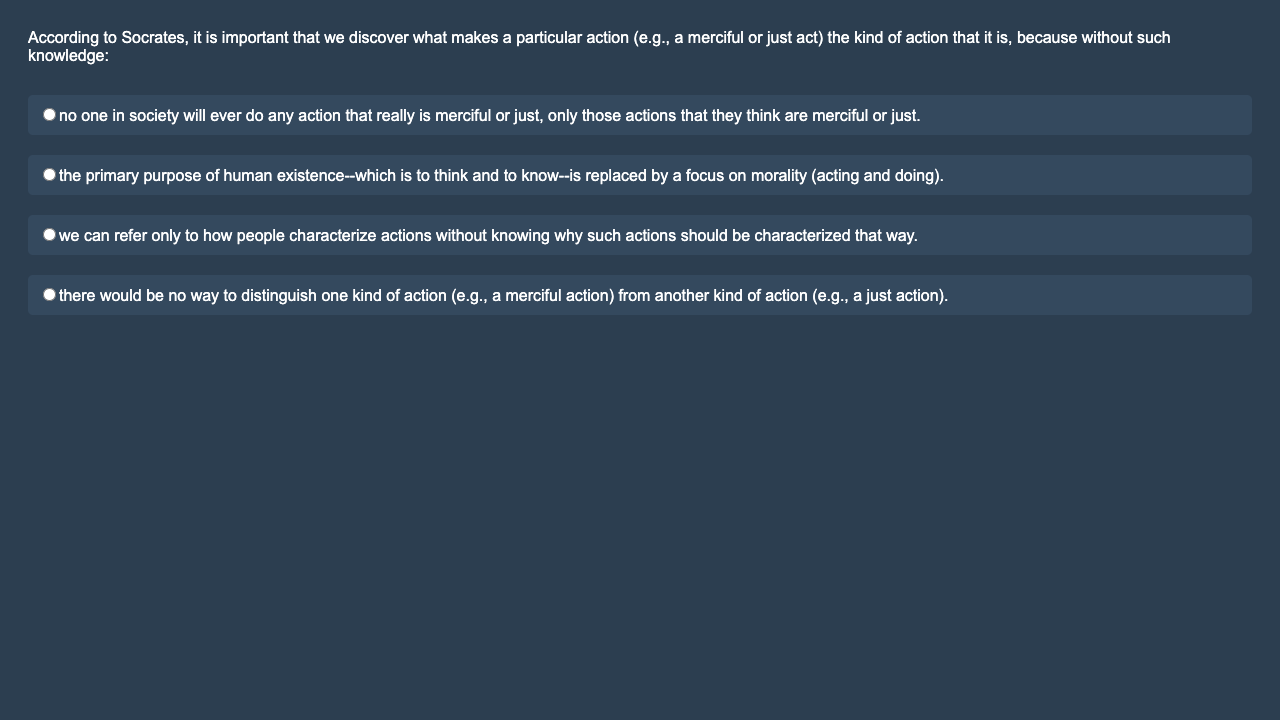 According to Socrates, it is important that we discover what makes a particular action (e.g., a merciful or just act) the kind of action that it is, because without such
knowledge:
no one in society will ever do any action that really is merciful or just, only those actions that they think are merciful or just.
the primary purpose of human existence--which is to think and to know--is replaced by a focus on morality (acting and doing).
we can refer only to how people characterize actions without knowing why such actions should be characterized that way.
there would be no way to distinguish one kind of action (e.g., a merciful action) from another kind of action (e.g., a just action).